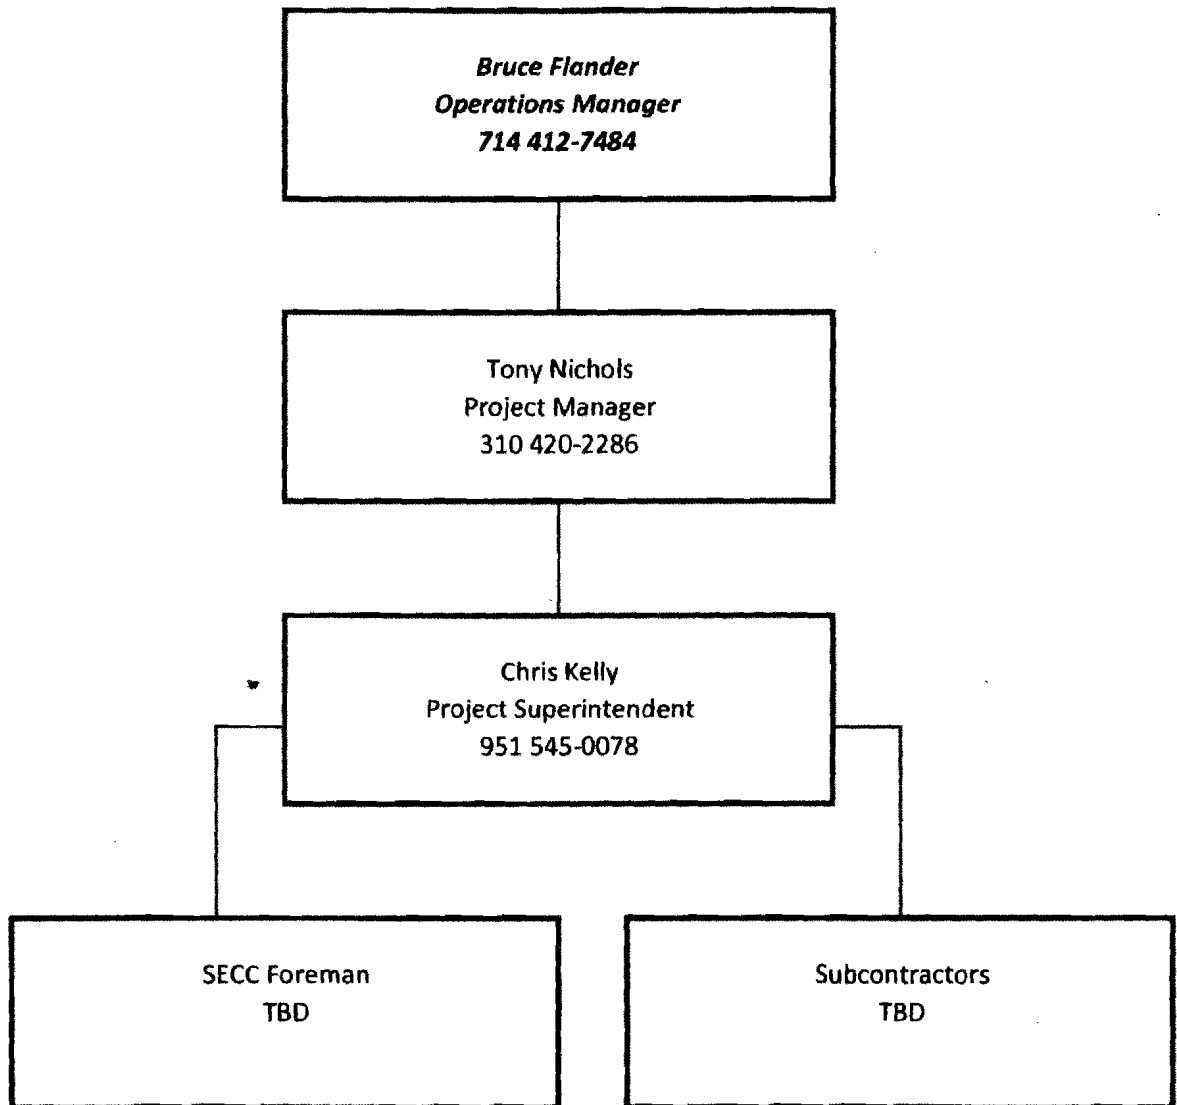 Bruce Flander
Operations Manager
714 412-7484
Tony Nichols
Project Manager
310 420-2286
Chris Kelly
Project Superintendent
951 545-0078
SECC Foreman
TBD
Subcontractors
TBD